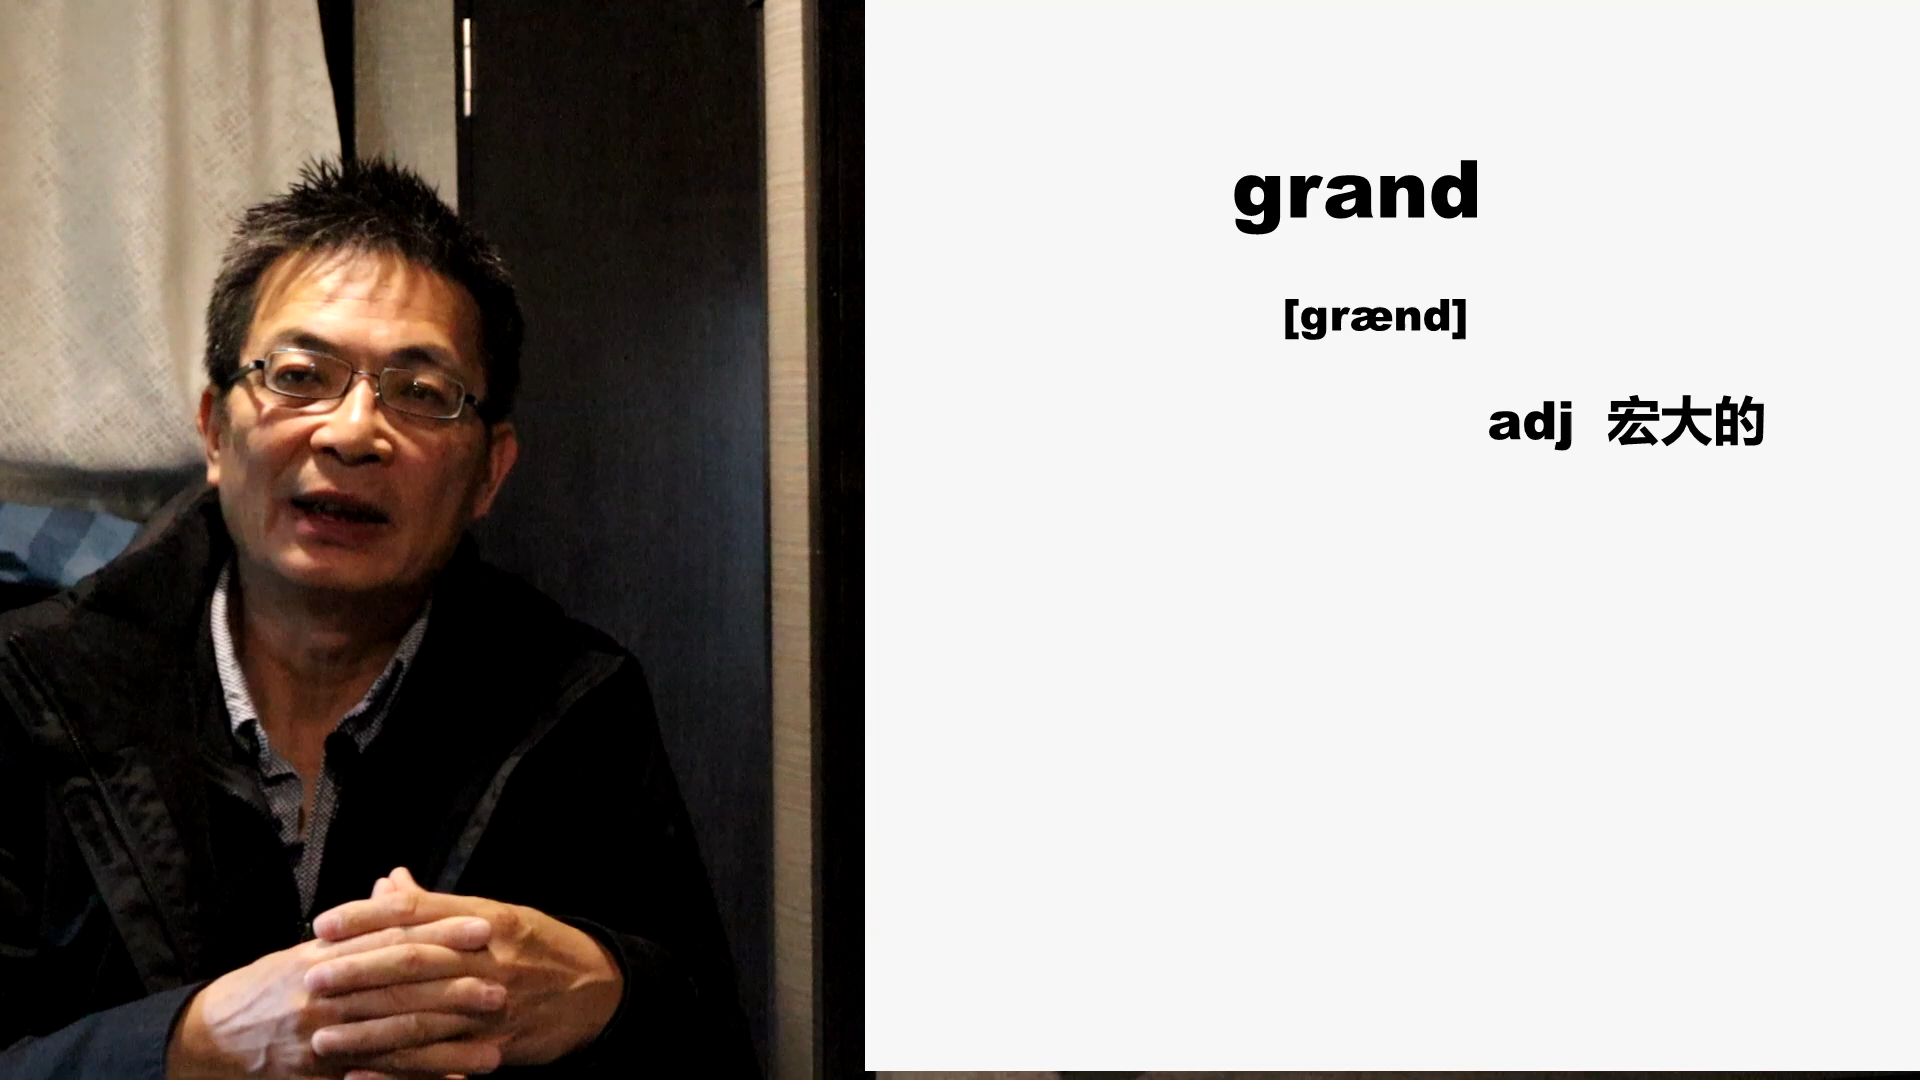 grand
[grænd]
adj 宏大的